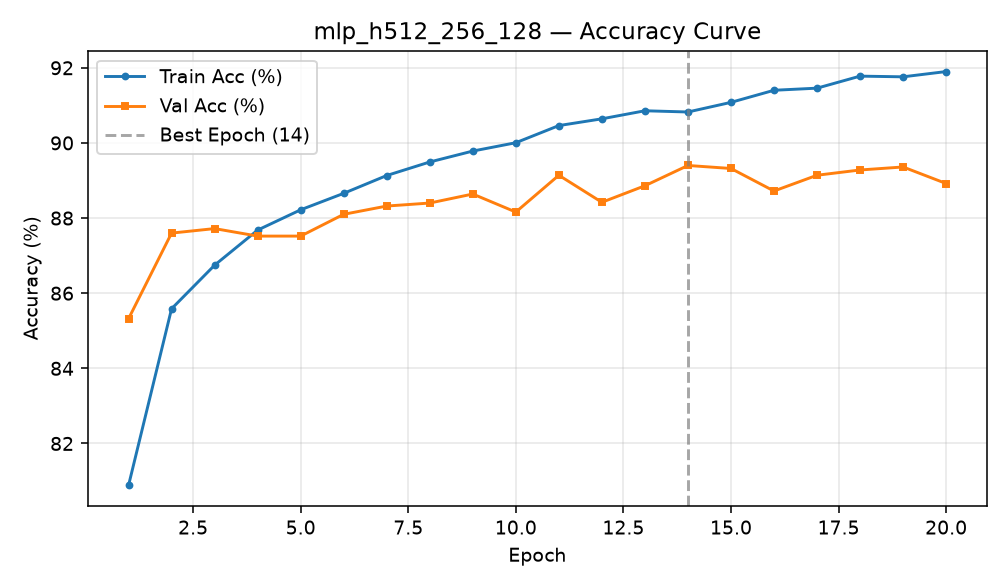 mlp_h512_256_128 — Accuracy Curve
Train Acc (%)
Val Acc (%)
Best Epoch (14)
Accuracy (%)
92
90
88
86
84
82
2.5 5.0 7.5 10.0 12.5 15.0 17.5 20.0
Epoch